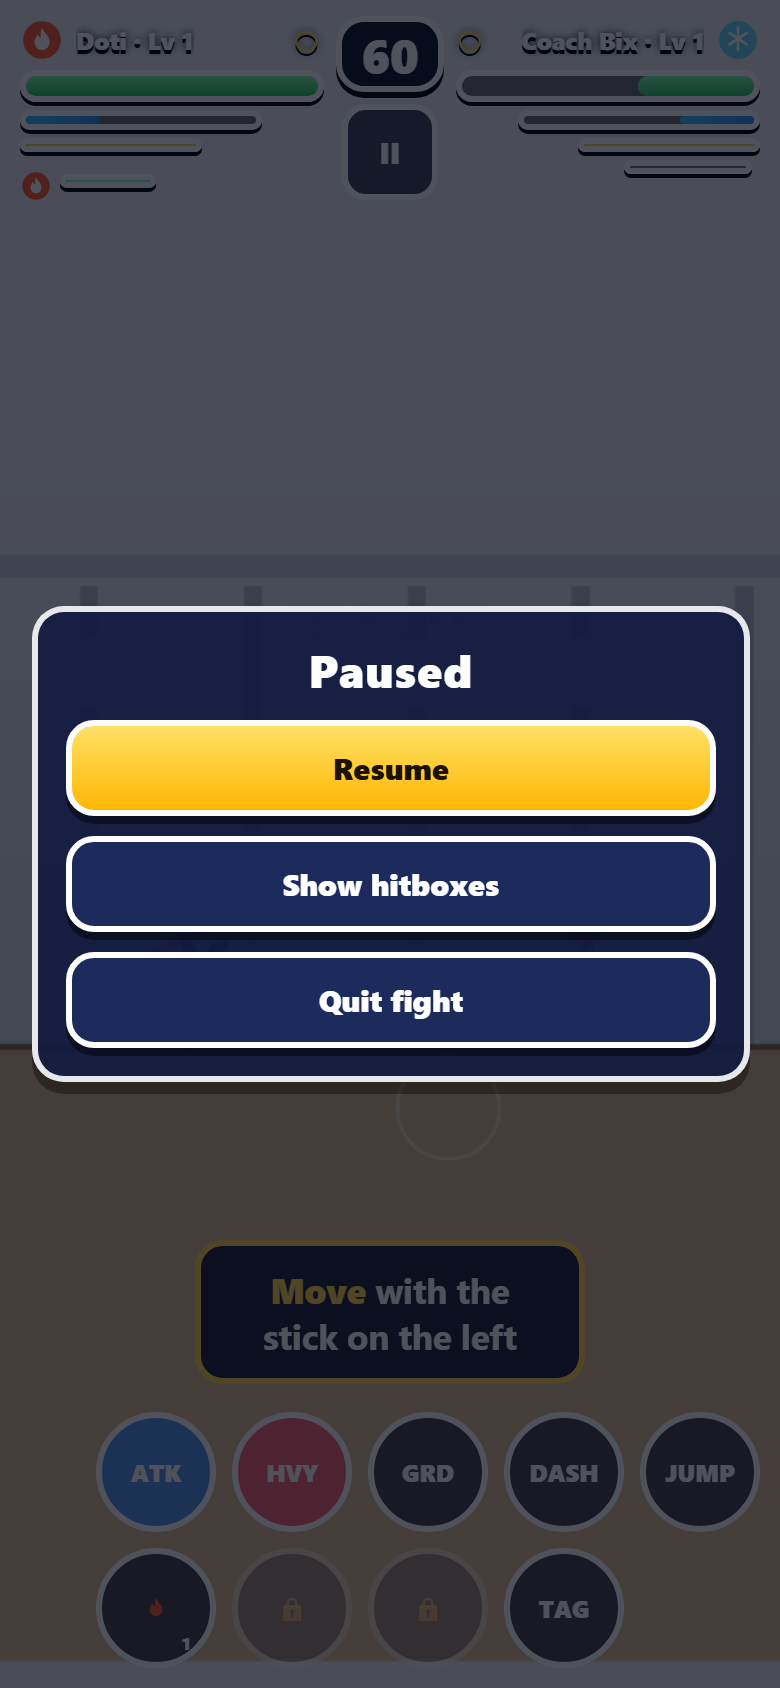 Doti · Lv 1
60
Coach Bix · Lv 1
Paused
Resume
Show hitboxes
Quit fight
Move with the
stick on the left
ATK
HVY
GRD
DASH
JUMP
1
TAG